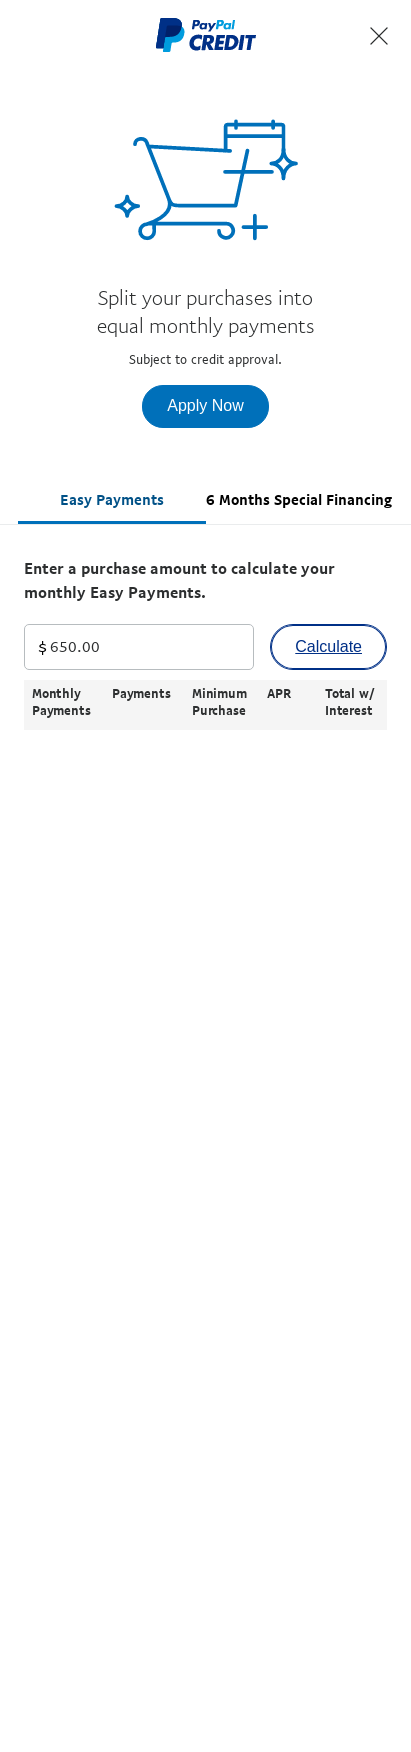 PayPal
CREDIT
Split your purchases into
equal monthly payments
Subject to credit approval.
Apply Now
Easy Payments 6 Months Special Financing
Enter a purchase amount to calculate your
monthly Easy Payments.
$ 650.00 Calculate
Monthly Payments Minimum APR Total w/
Payments Purchase Interest